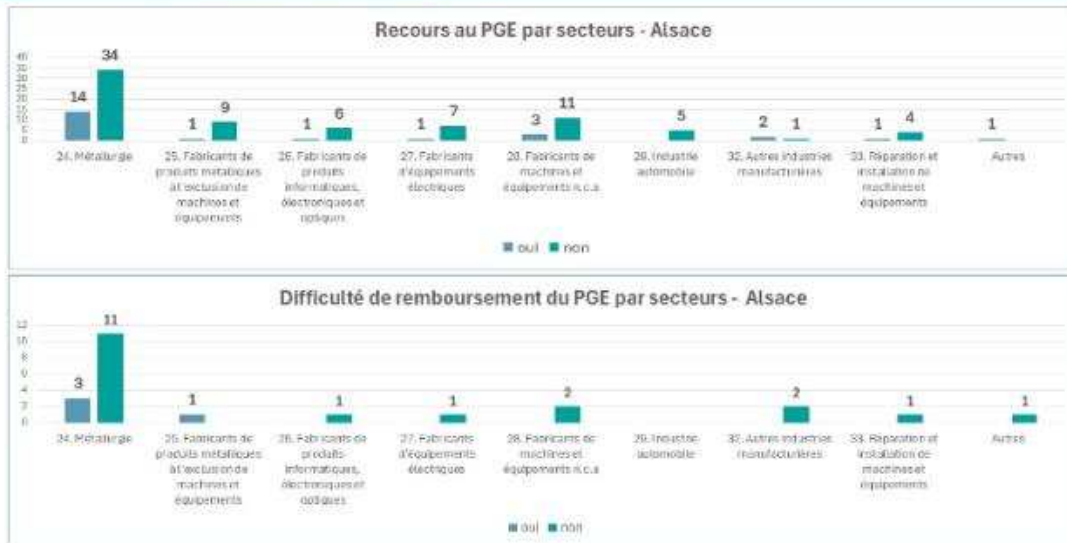 Recours au PGE par secteurs - Alsace
40
35
30
25
20
15
10
5
0
14 34
1 9
1 6
1 7
3 11
5
2 1
1 4
1
24. Métallurgie
25. Fabricants de
produits métalliques
à l'exclusion de
machines et
équipements
26. Fabricants de
produits
informatiques,
électroniques et
optiques
27. Fabricants
d'équipements
électriques
28. Fabricants de
machines et
équipements n.c.a
29. Industrie
automobile
32. Autres industries
manufacturières
33. Réparation et
installation de
machines et
équipements
Autres
oui non
Difficulté de remboursement du PGE par secteurs - Alsace
12
10
8
6
4
2
0
3 11
1
1
1
2
2
1
1
24. Métallurgie
25. Fabricants de
produits métalliques
à l'exclusion de
machines et
équipements
26. Fabricants de
produits
informatiques,
électroniques et
optiques
27. Fabricants
d'équipements
électriques
28. Fabricants de
machines et
équipements n.c.a
29. Industrie
automobile
32. Autres industries
manufacturières
33. Réparation et
installation de
machines et
équipements
Autres
oui non